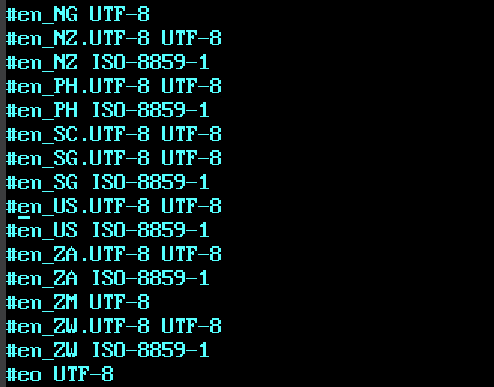 #en_NG UTF-8
#en_NZ.UTF-8 UTF-8
#en_NZ ISO-8859-1
#en_PH.UTF-8 UTF-8
#en_PH ISO-8859-1
#en_SC.UTF-8 UTF-8
#en_SG.UTF-8 UTF-8
#en_SG ISO-8859-1
#en_US.UTF-8 UTF-8
#en_US ISO-8859-1
#en_ZA.UTF-8 UTF-8
#en_ZA ISO-8859-1
#en_ZM UTF-8
#en_ZW.UTF-8 UTF-8
#en_ZW ISO-8859-1
#eo UTF-8